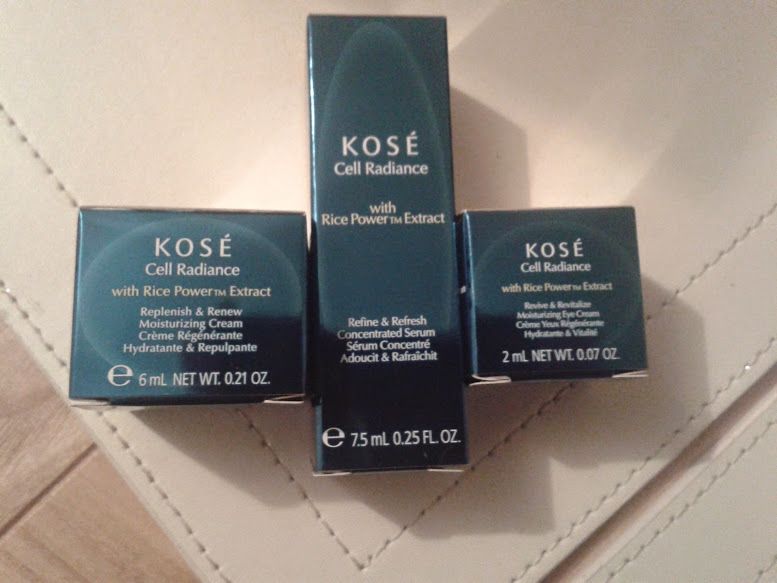 KOSÉ
Cell Radiance
with Rice Power™ Extract
Replenish & Renew
Moisturizing Cream
Crème Régénérante
Hydratante & Repulpante
e 6 mL NET WT. 0.21 OZ.
KOSÉ
Cell Radiance
with
Rice Power™ Extract
Refine & Refresh
Concentrated Serum
Sérum Concentré
Adoucit & Rafraîchit
e 7.5 mL 0.25 FL. OZ.
KOSÉ
Cell Radiance
with Rice Power™ Extract
Revive & Revitalize
Moisturizing Eye Cream
Crème Yeux Régénérante
Hydratante & Vitalité
2 mL NET WT. 0.07 OZ.